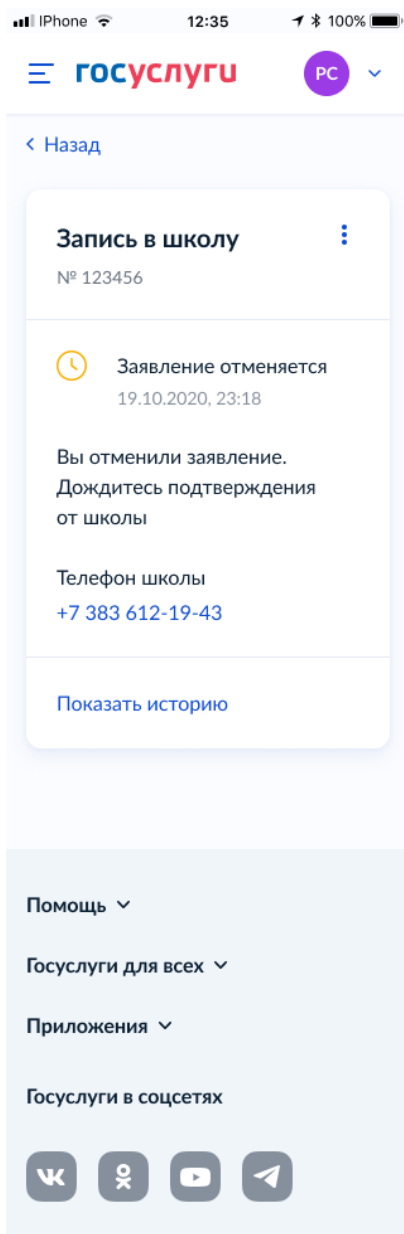 IPhone 12:35 100%
госуслуги РС
Назад
Запись в школу
№ 123456
Заявление отменяется
19.10.2020, 23:18
Вы отменили заявление.
Дождитесь подтверждения
от школы
Телефон школы
+7 383 612-19-43
Показать историю
Помощь
Госуслуги для всех
Приложения
Госуслуги в соцсетях